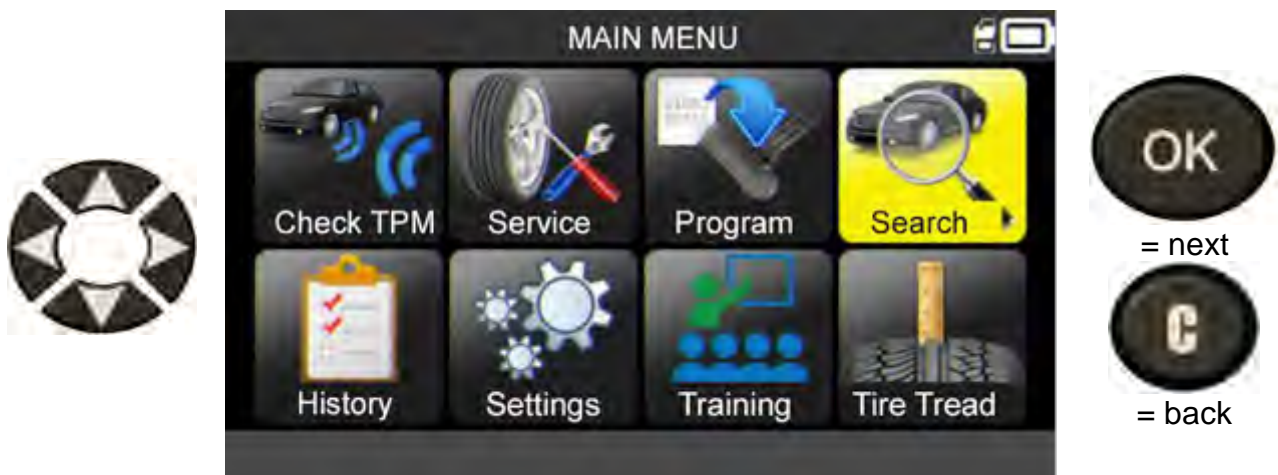 MAIN MENU
Check TPM
Service
Program
Search
OK
= next
History
Settings
Training
Tire Tread
C
= back